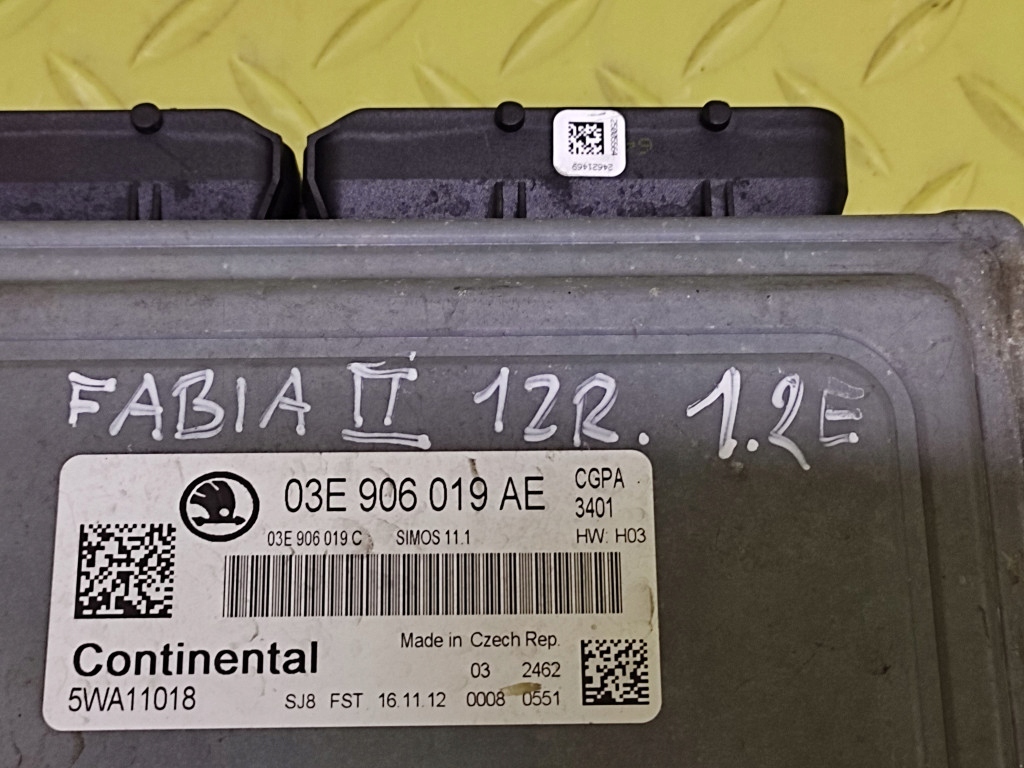 24621469
FABIA II 12R. 1.2E
03E 906 019 AE
CGPA
3401
03E 906 019 C SIMOS 11.1 HW: H03
Continental
Made in Czech Rep.
03 2462
5WA11018
SJ8 FST 16.11.12 0008 0551